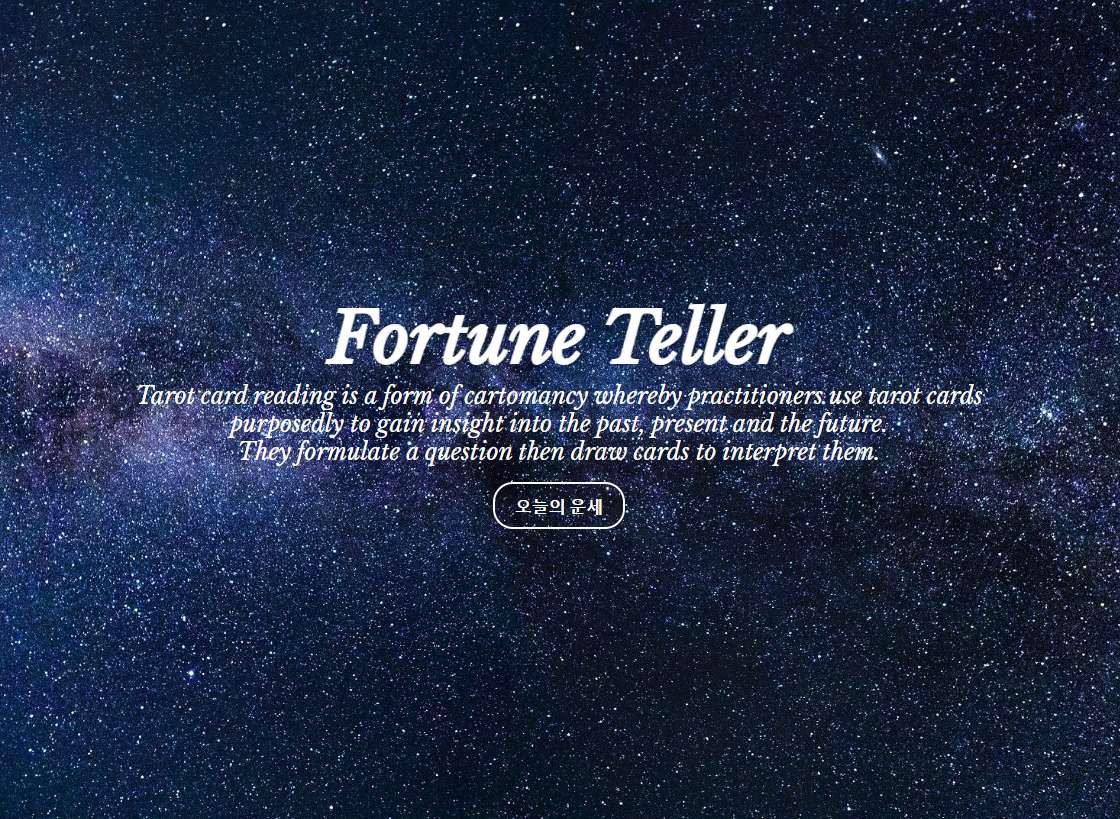 Fortune Teller
Tarot card reading is a form of cartomancy whereby practitioners use tarot cards
purposedly to gain insight into the past, present and the future.
They formulate a question then draw cards to interpret them.
오늘의 운세